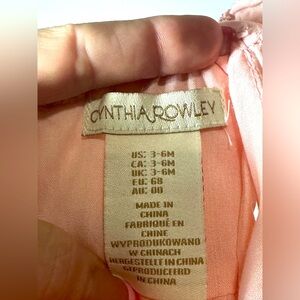 CYNTHIA ROWLEY
US: 3-6M
CA: 3-6M
UK: 3-6M
EU: 68
AU: 00
MADE IN
CHINA
FABRIQUÉ EN
CHINE
WYPRODUKOWANO
W CHINACH
HERGESTELLT IN CHINA
GEPRODUCEERD
IN CHINA